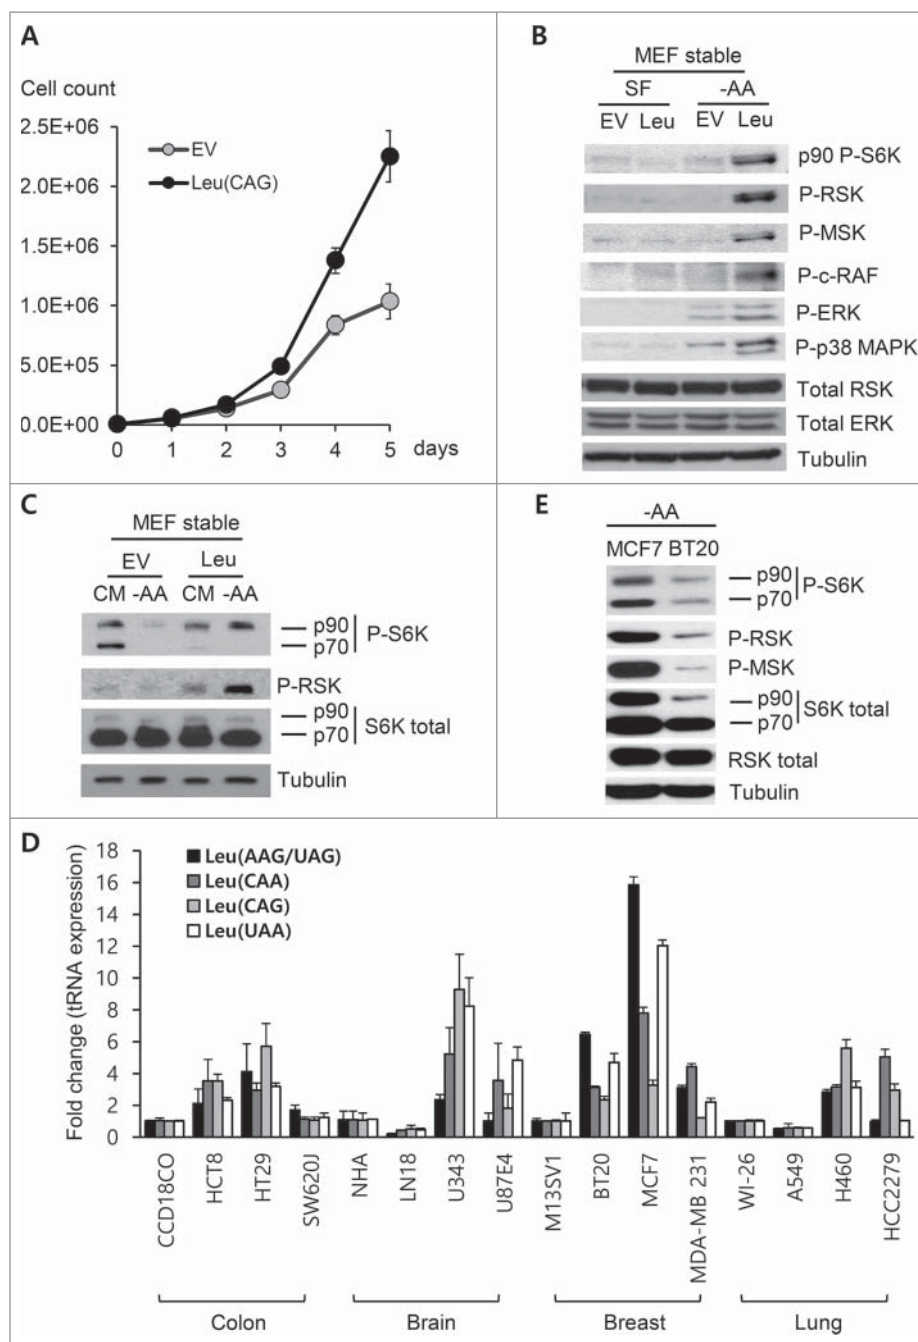 A
Cell count
2.5E+06
2.0E+06
1.5E+06
1.0E+06
5.0E+05
0.0E+00
0 1 2 3 4 5 days
EV
Leu(CAG)
B
MEF stable
SF -AA
EV Leu EV Leu
p90 P-S6K
P-RSK
P-MSK
P-c-RAF
P-ERK
P-p38 MAPK
Total RSK
Total ERK
Tubulin
C
MEF stable
EV Leu
CM -AA CM -AA
p90
p70
P-S6K
P-RSK
p90
p70
S6K total
Tubulin
E
-AA
MCF7 BT20
p90
p70
P-S6K
P-RSK
P-MSK
p90
p70
S6K total
RSK total
Tubulin
D
Fold change (tRNA expression)
18
16
14
12
10
8
6
4
2
0
Leu(AAG/UAG)
Leu(CAA)
Leu(CAG)
Leu(UAA)
CCD18CO
HCT8
HT29
SW620J
NHA
LN18
U343
U87E4
M13SV1
BT20
MCF7
MDA-MB 231
WI-26
A549
H460
HCC2279
Colon Brain Breast Lung